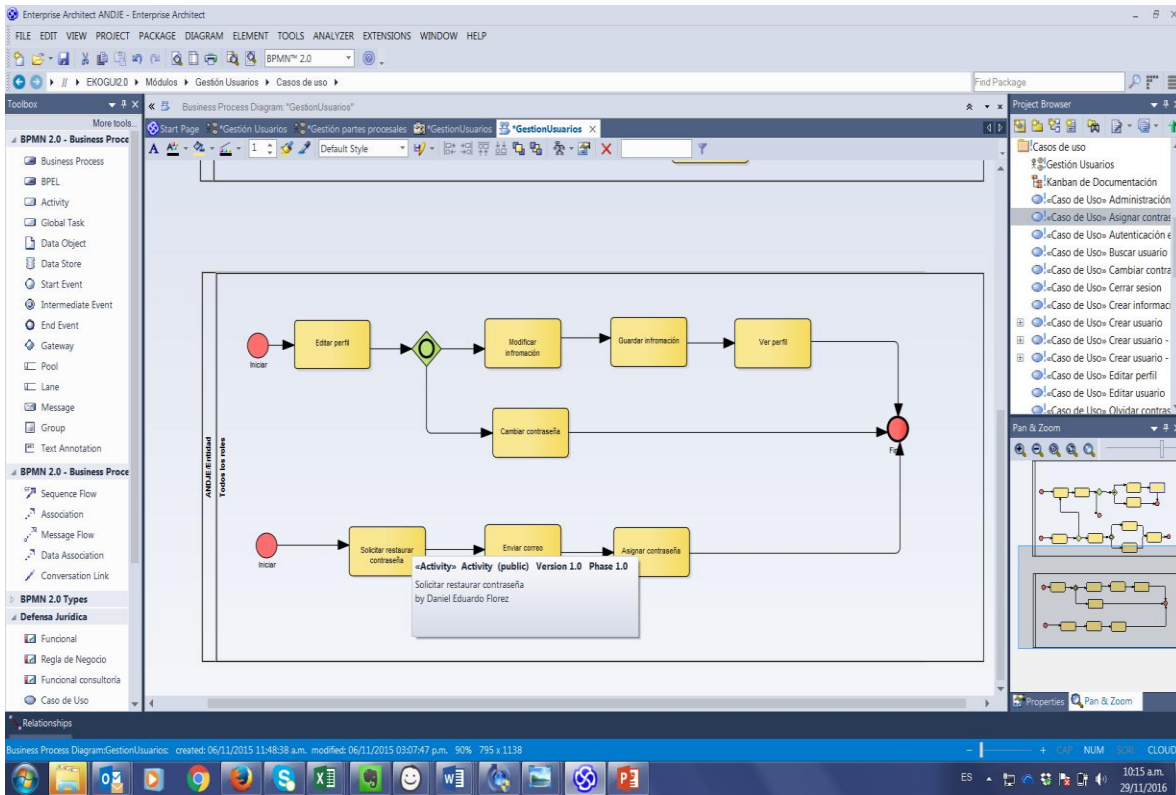 Enterprise Architect ANDJE - Enterprise Architect
FILE EDIT VIEW PROJECT PACKAGE DIAGRAM ELEMENT TOOLS ANALYZER EXTENSIONS WINDOW HELP
BPMN™ 2.0
// EKOGUI2.0 Módulos Gestión Usuarios Casos de uso
Find Package
Toolbox
More tools...
BPMN 2.0 - Business Proce
Business Process
BPEL
Activity
Global Task
Data Object
Data Store
Start Event
Intermediate Event
End Event
Gateway
Pool
Lane
Message
Group
Text Annotation
BPMN 2.0 - Business Proce
Sequence Flow
Association
Message Flow
Data Association
Conversation Link
BPMN 2.0 Types
Defensa Jurídica
Funcional
Regla de Negocio
Funcional consultoría
Caso de Uso
Business Process Diagram: "GestionUsuarios"
Start Page *Gestión Usuarios *Gestión partes procesales *GestionUsuarios *GestionUsuarios
1 Default Style
ANDJE/Entidad
Todos los roles
Iniciar
Editar perfil
Modificar
infromación
Guardar infromación
Ver perfil
Cambiar contraseña
Iniciar
Solicitar restaurar
contraseña
Enviar correo
Asignar contraseña
«Activity» Activity (public) Version 1.0 Phase 1.0
Solicitar restaurar contraseña
by Daniel Eduardo Florez
Project Browser
Casos de uso
Gestión Usuarios
Kanban de Documentación
«Caso de Uso» Administración
«Caso de Uso» Asignar contras
«Caso de Uso» Autenticación e
«Caso de Uso» Buscar usuario
«Caso de Uso» Cambiar contra
«Caso de Uso» Cerrar sesion
«Caso de Uso» Crear informaci
«Caso de Uso» Crear usuario
«Caso de Uso» Crear usuario -
«Caso de Uso» Crear usuario -
«Caso de Uso» Editar perfil
«Caso de Uso» Editar usuario
«Caso de Uso» Olvidar contras
Pan & Zoom
Properties Pan & Zoom
Relationships
Business Process Diagram:GestionUsuarios: created: 06/11/2015 11:48:38 a.m. modified: 06/11/2015 03:07:47 p.m. 90% 795 x 1138
CAP NUM SCRL CLOUD
ES
10:15 a.m.
29/11/2016